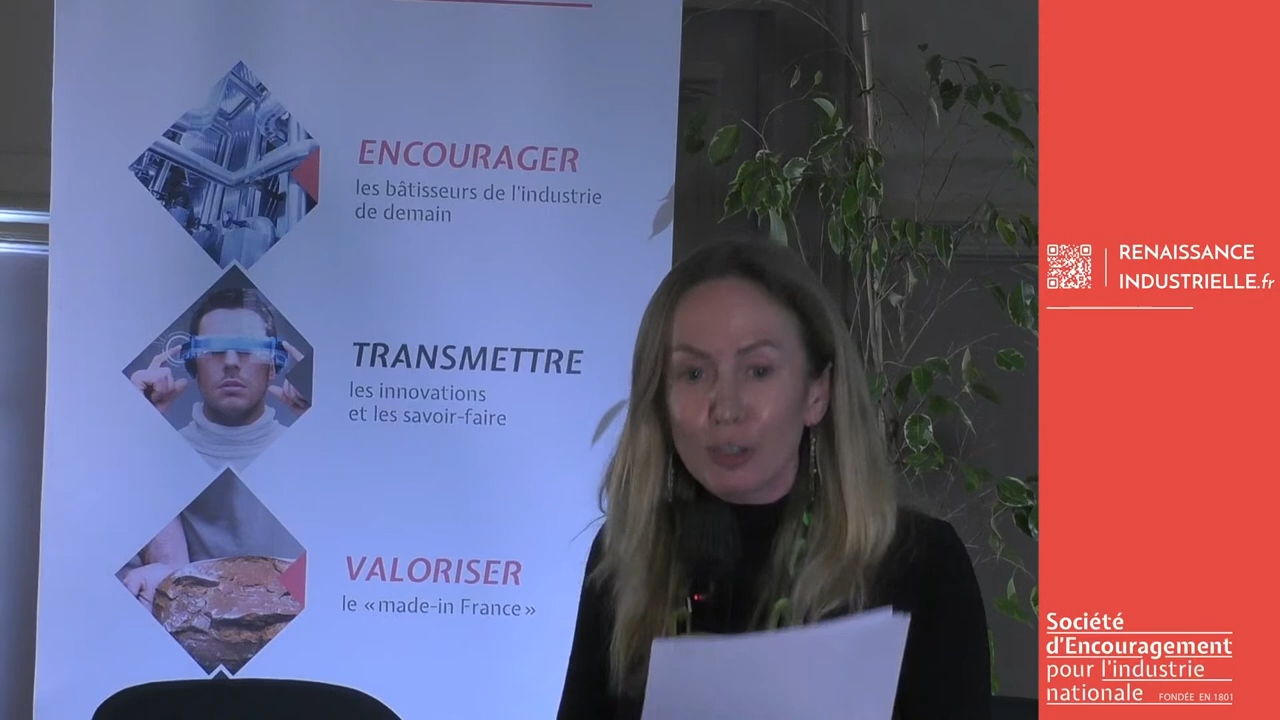 ENCOURAGER
les bâtisseurs de l'industrie
de demain
TRANSMETTRE
les innovations
et les savoir-faire
VALORISER
le «made-in France»
RENAISSANCE
INDUSTRIELLE.fr
Société
d'Encouragement
pour l'industrie
nationale FONDÉE EN 1801